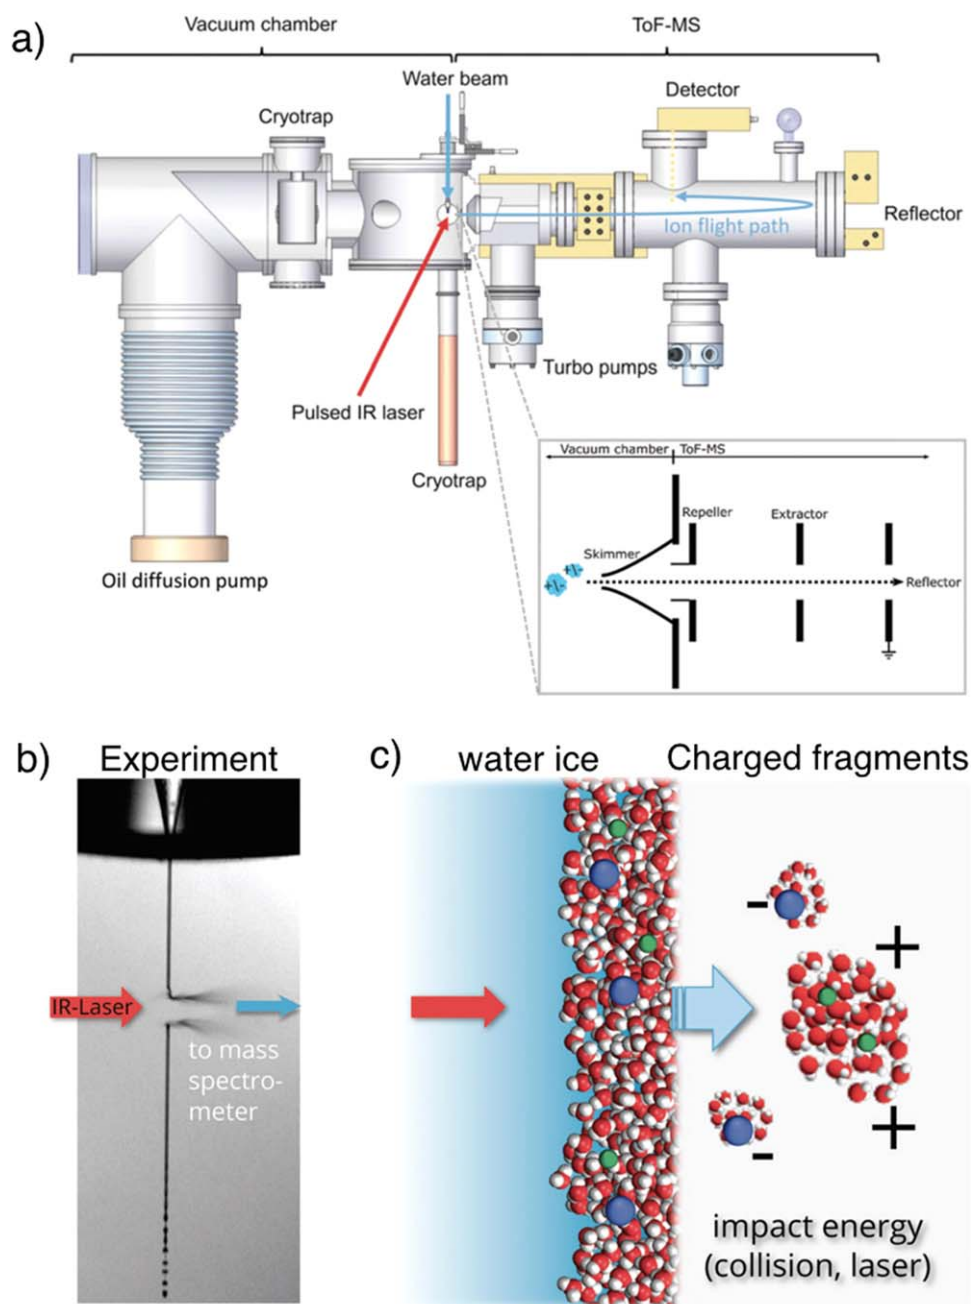 a)
Vacuum chamber
ToF-MS
Water beam
Cryotrap
Detector
Reflector
Ion flight path
Turbo pumps
Pulsed IR laser
Cryotrap
Oil diffusion pump
Vacuum chamber
ToF-MS
Repeller
Extractor
Skimmer
+/-
+/-
Reflector
b)
Experiment
IR-Laser
to mass
spectro-
meter
c)
water ice
Charged fragments
-
+
+
-
impact energy
(collision, laser)